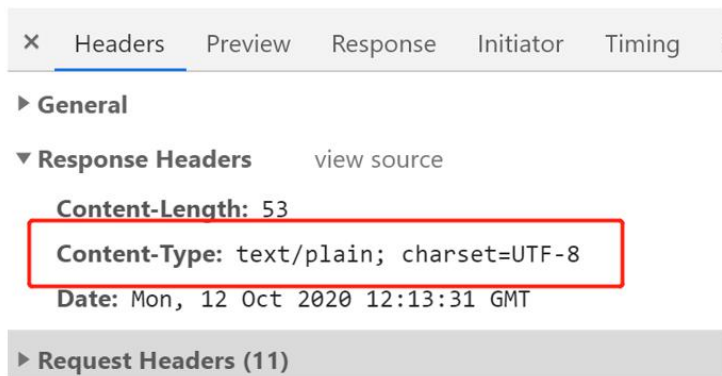 × Headers Preview Response Initiator Timing
▶ General
▼ Response Headers view source
Content-Length: 53
Content-Type: text/plain; charset=UTF-8
Date: Mon, 12 Oct 2020 12:13:31 GMT
▶ Request Headers (11)